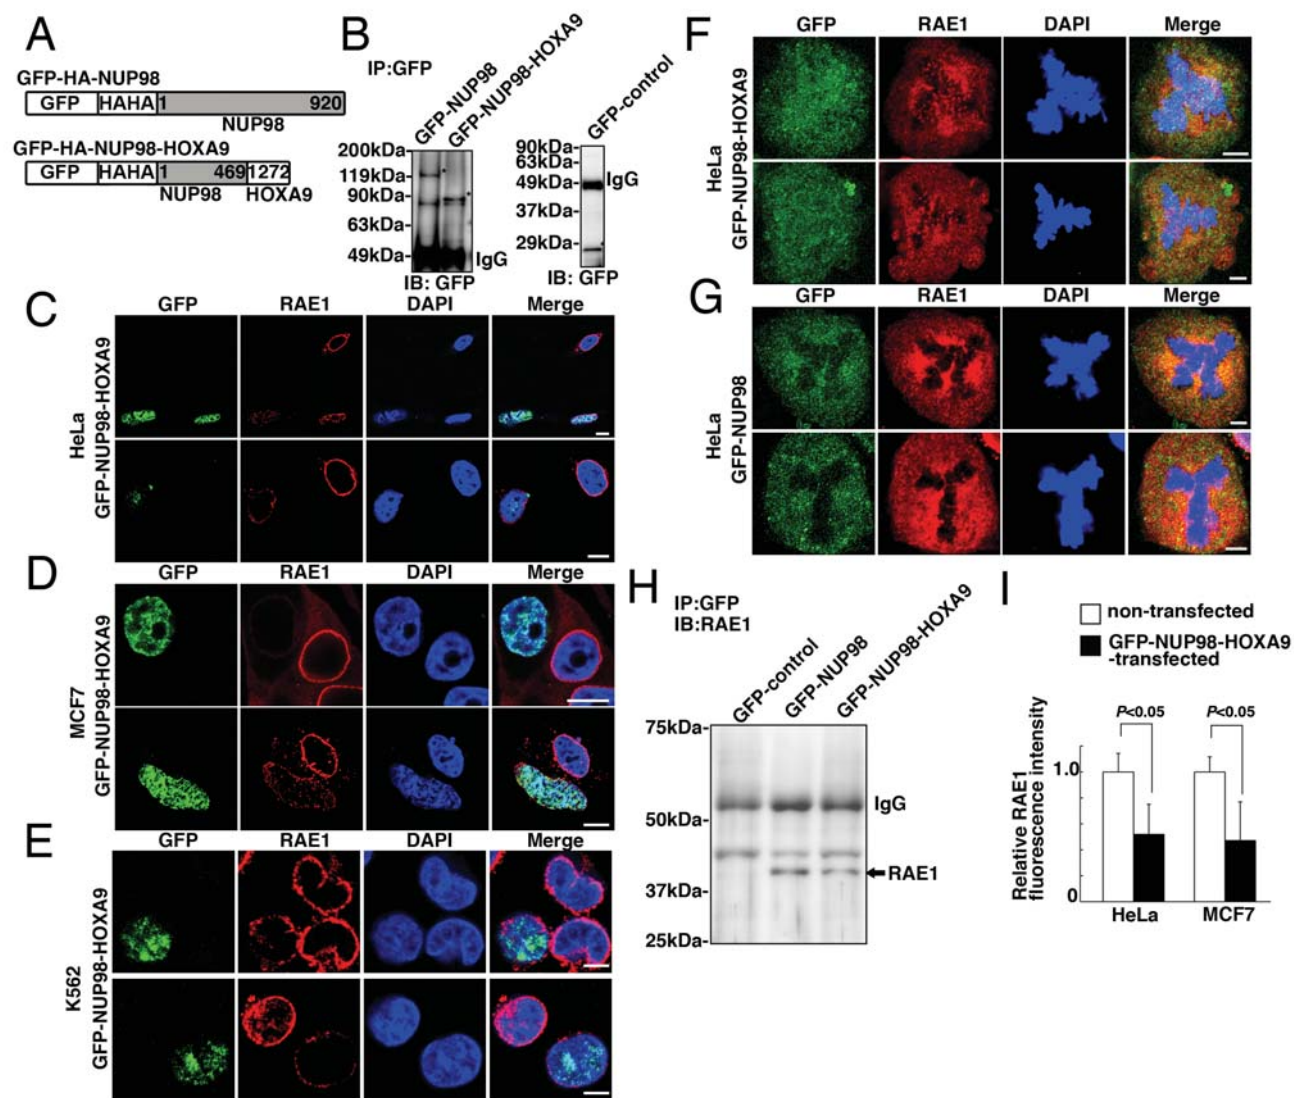 A
GFP-HA-NUP98
GFP HAHA 1 920
NUP98
GFP-HA-NUP98-HOXA9
GFP HAHA 1 469 1 272
NUP98 HOXA9
B
IP:GFP
GFP-NUP98
GFP-NUP98-HOXA9
200kDa-
119kDa-
90kDa-
63kDa-
49kDa-
IgG
IB: GFP
GFP-control
90kDa-
63kDa-
49kDa-
37kDa-
29kDa-
IgG
IB: GFP
C
GFP RAE1 DAPI Merge
HeLa
GFP-NUP98-HOXA9
D
GFP RAE1 DAPI Merge
MCF7
GFP-NUP98-HOXA9
E
GFP RAE1 DAPI Merge
K562
GFP-NUP98-HOXA9
F
GFP RAE1 DAPI Merge
HeLa
GFP-NUP98-HOXA9
G
GFP RAE1 DAPI Merge
HeLa
GFP-NUP98
H
IP:GFP
IB:RAE1
GFP-control
GFP-NUP98
GFP-NUP98-HOXA9
75kDa-
50kDa-
37kDa-
25kDa-
IgG
RAE1
I
non-transfected
GFP-NUP98-HOXA9
-transfected
P<0.05 P<0.05
Relative RAE1
fluorescence intensity
1.0
0
HeLa MCF7